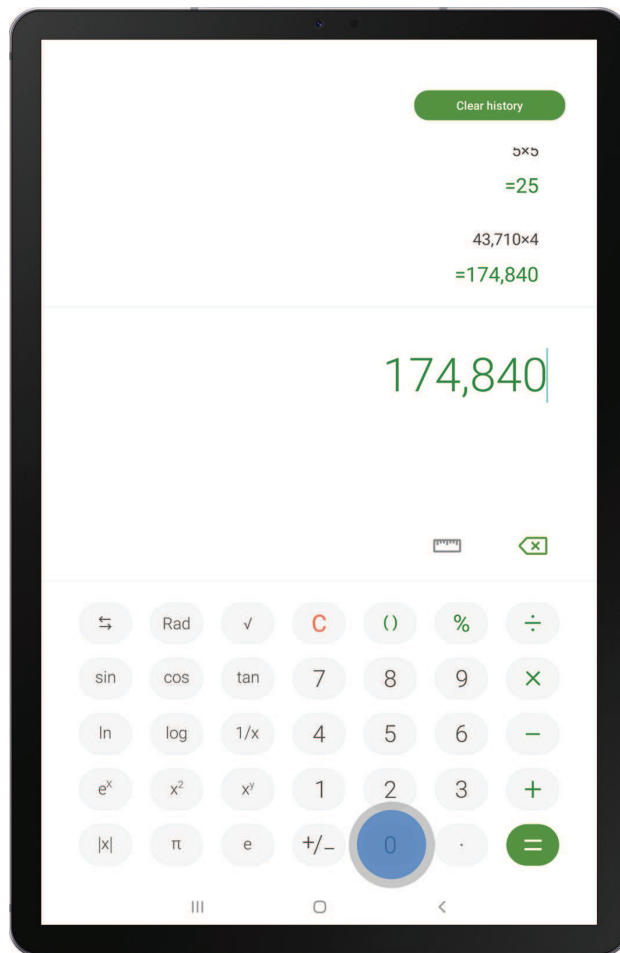 Clear history
5×5
=25
43,710×4
=174,840
174,840
⇆ Rad √ C () % ÷
sin cos tan 7 8 9 ×
ln log 1/x 4 5 6 −
eˣ x² xʸ 1 2 3 +
|x| π e +/− 0 . =